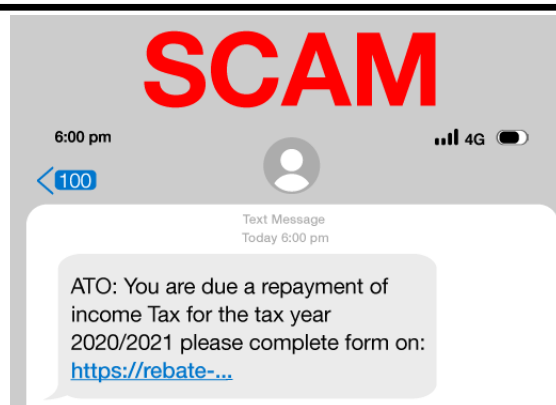 SCAM
6:00 pm
4G
100
Text Message
Today 6:00 pm
ATO: You are due a repayment of
income Tax for the tax year
2020/2021 please complete form on:
https://rebate-...